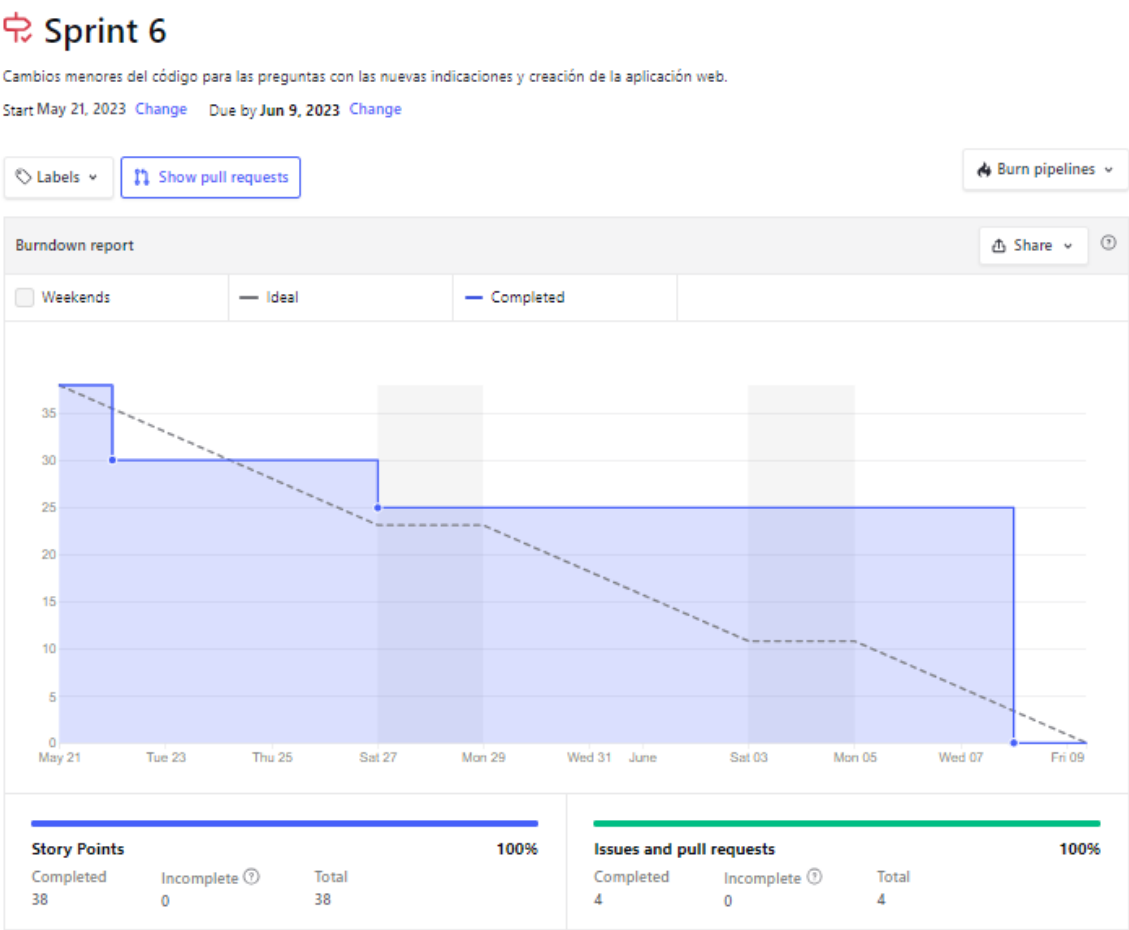 Sprint 6
Cambios menores del código para las preguntas con las nuevas indicaciones y creación de la aplicación web.
Start May 21, 2023 Change Due by Jun 9, 2023 Change
Labels Show pull requests Burn pipelines
Burndown report Share ?
Weekends Ideal Completed
35
30
25
20
15
10
5
0
May 21 Tue 23 Thu 25 Sat 27 Mon 29 Wed 31 June Sat 03 Mon 05 Wed 07 Fri 09
Story Points 100%
Completed Incomplete ? Total
38 0 38
Issues and pull requests 100%
Completed Incomplete ? Total
4 0 4